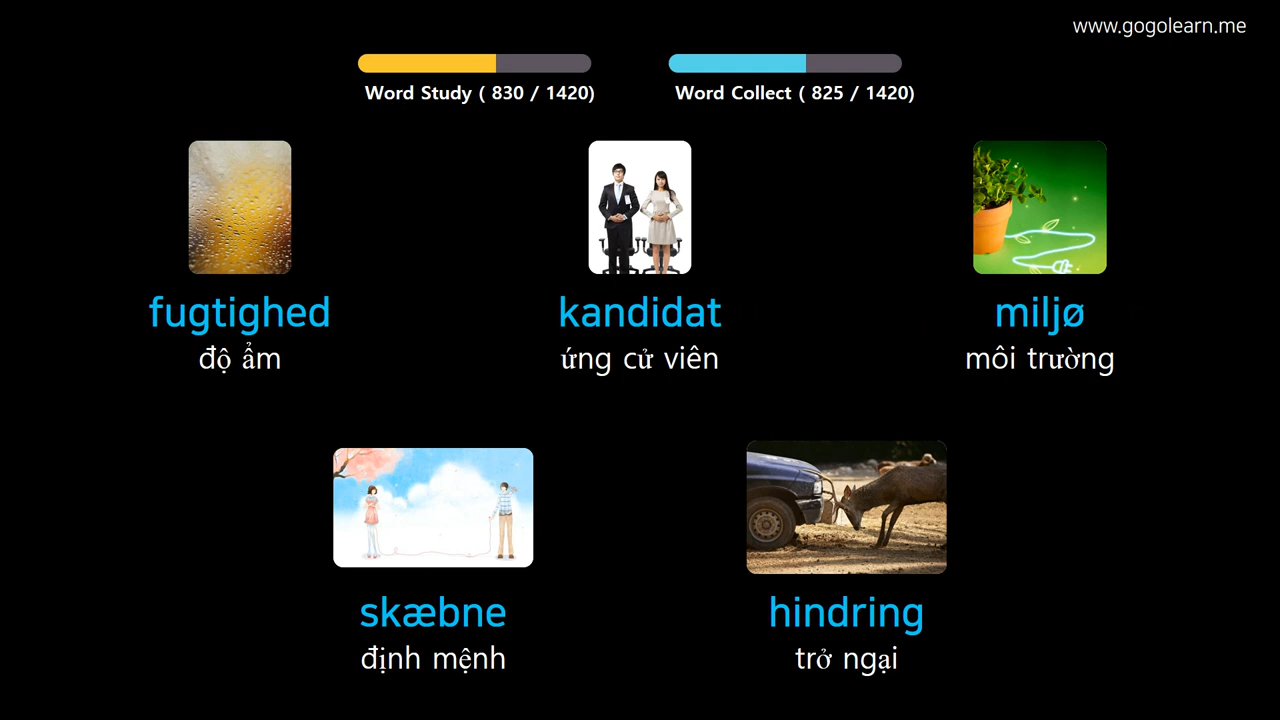 www.gogolearn.me
Word Study ( 830 / 1420)
Word Collect ( 825 / 1420)
fugtighed
độ ẩm
kandidat
ứng cử viên
miljø
môi trường
skæbne
định mệnh
hindring
trở ngại